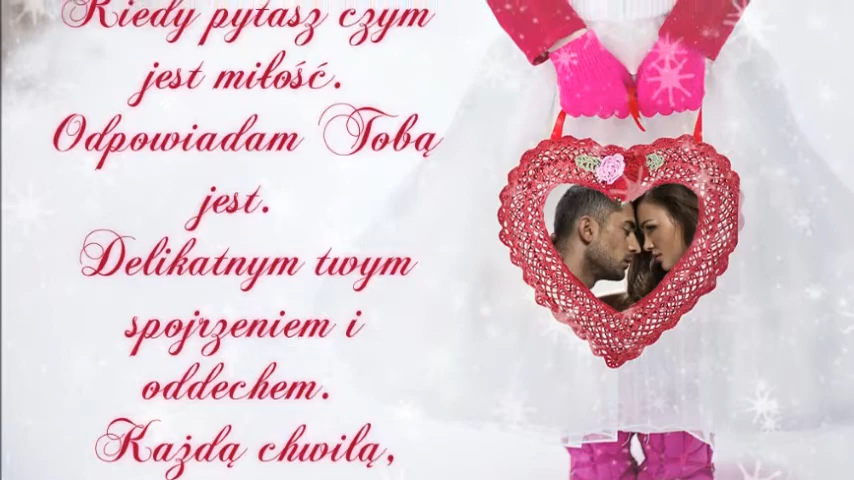 Kiedy pytasz czym
jest miłość.
Odpowiadam Tobą
jest.
Delikatnym twym
spojrzeniem i
oddechem.
Każdą chwilą,